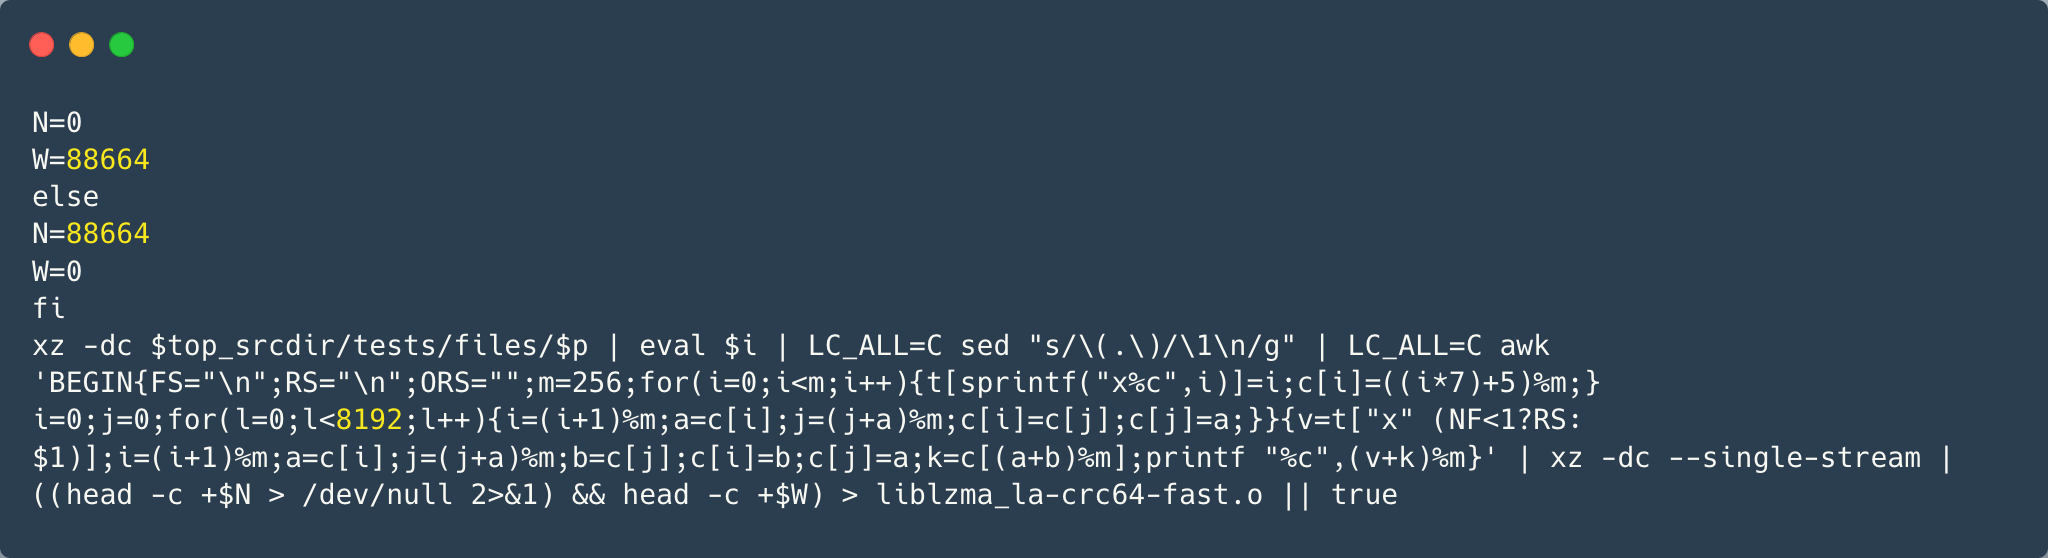 N=0
W=88664
else
N=88664
W=0
fi
xz -dc $top_srcdir/tests/files/$p | eval $i | LC_ALL=C sed "s/\(.\)/\1\n/g" | LC_ALL=C awk
'BEGIN{FS="\n";RS="\n";ORS="";m=256;for(i=0;i<m;i++){t[sprintf("x%c",i)]=i;c[i]=((i*7)+5)%m;}
i=0;j=0;for(l=0;l<8192;l++){i=(i+1)%m;a=c[i];j=(j+a)%m;c[i]=c[j];c[j]=a;}}{v=t["x" (NF<1?RS:
$1)];i=(i+1)%m;a=c[i];j=(j+a)%m;b=c[j];c[i]=b;c[j]=a;k=c[(a+b)%m];printf "%c",(v+k)%m}' | xz -dc --single-stream |
((head -c +$N > /dev/null 2>&1) && head -c +$W) > liblzma_la-crc64-fast.o || true